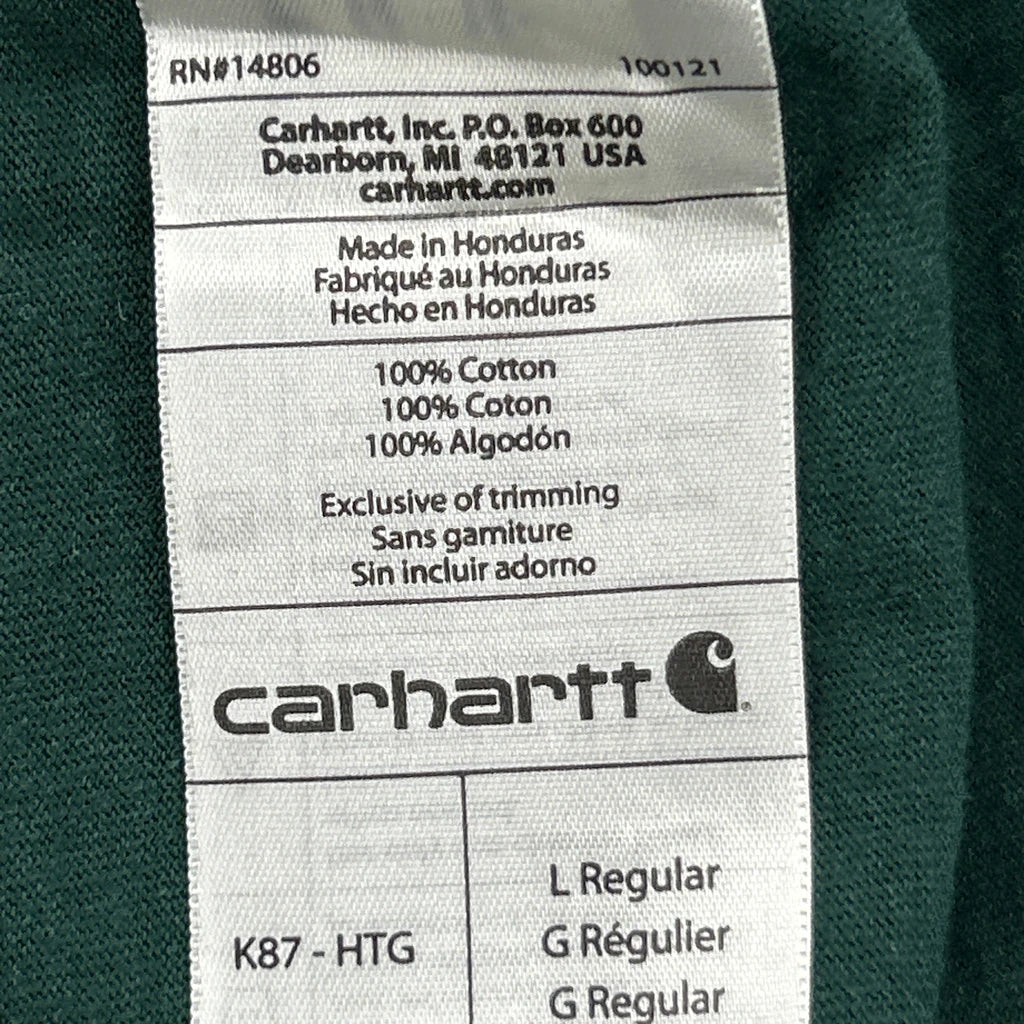 RN#14806 100121
Carhartt, Inc. P.O. Box 600
Dearborn, MI 48121 USA
carhartt.com
Made in Honduras
Fabriqué au Honduras
Hecho en Honduras
100% Cotton
100% Coton
100% Algodón
Exclusive of trimming
Sans garniture
Sin incluir adorno
carhartt
K87 - HTG
L Regular
G Régulier
G Regular